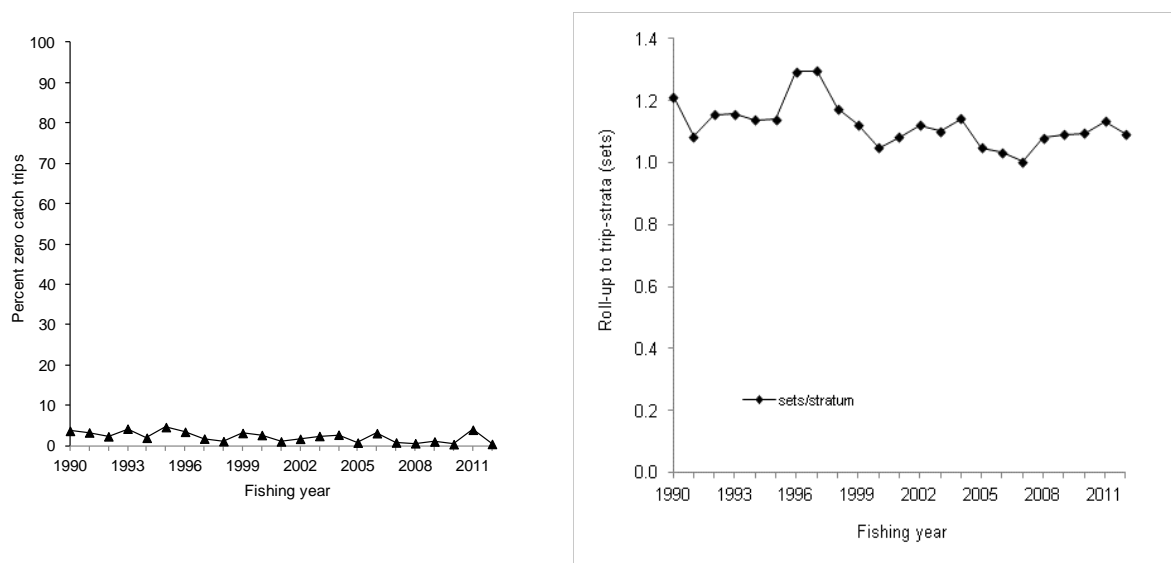 100
90
80
70
60
50
40
30
20
10
0
Percent zero catch trips
1990 1993 1996 1999 2002 2005 2008 2011
Fishing year
1.4
1.2
1.0
0.8
0.6
0.4
0.2
0.0
Roll-up to trip-strata (sets)
sets/stratum
1990 1993 1996 1999 2002 2005 2008 2011
Fishing year